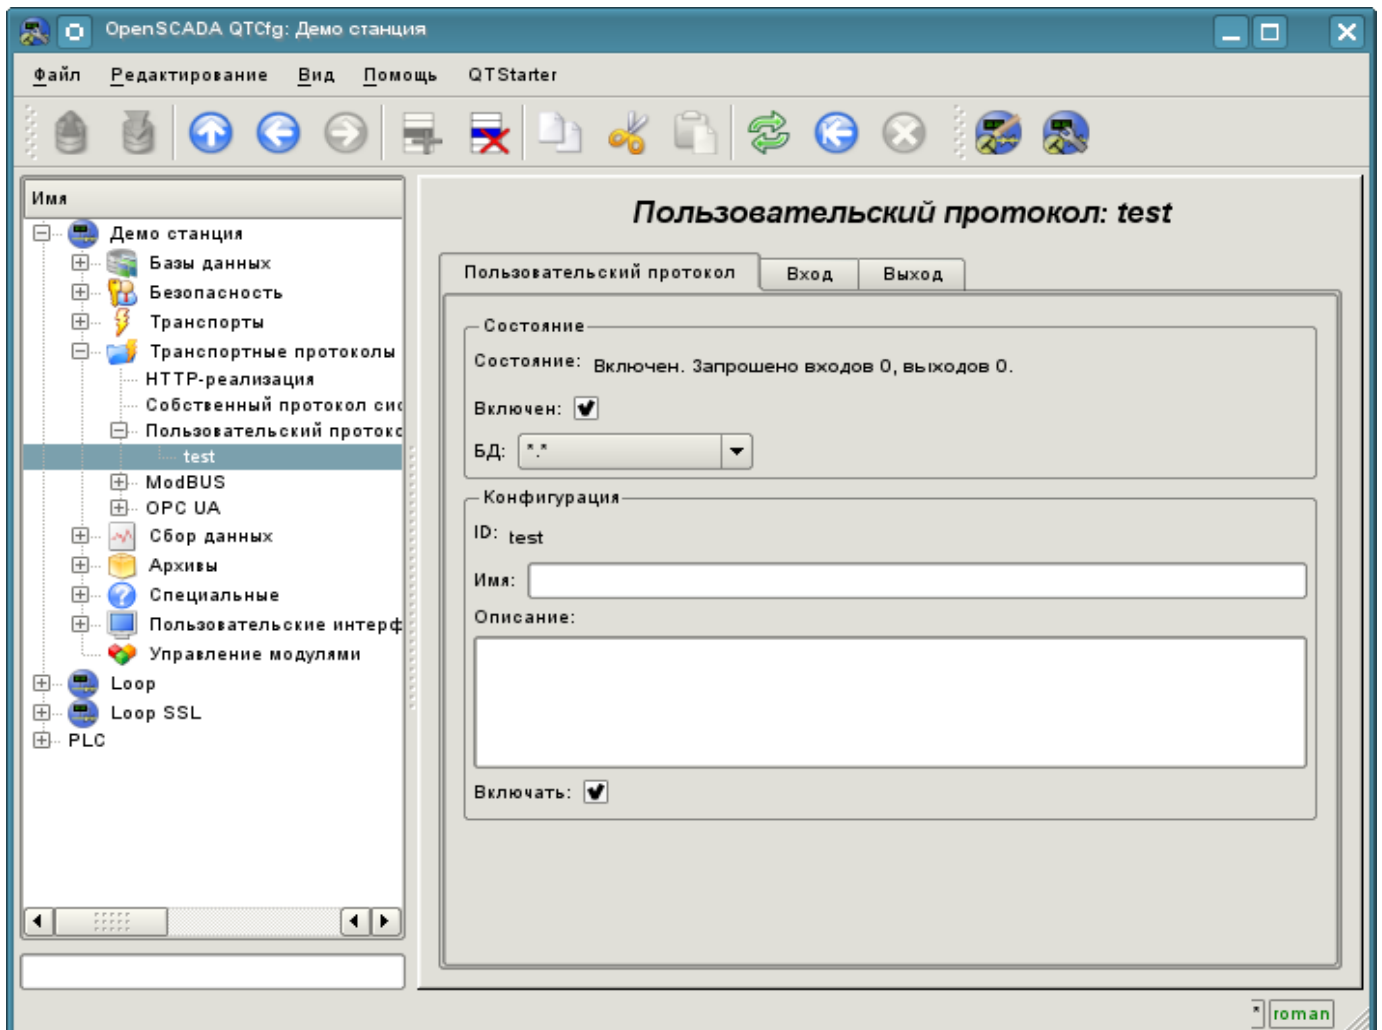 OpenSCADA QTCfg: Демо станция
Файл Редактирование Вид Помощь QTStarter
Имя
Демо станция
Базы данных
Безопасность
Транспорты
Транспортные протоколы
HTTP-реализация
Собственный протокол сис
Пользовательский протокс
test
ModBUS
OPC UA
Сбор данных
Архивы
Специальные
Пользовательские интерф
Управление модулями
Loop
Loop SSL
PLC
Пользовательский протокол: test
Пользовательский протокол Вход Выход
Состояние
Состояние: Включен. Запрошено входов 0, выходов 0.
Включен:
БД: *.*
Конфигурация
ID: test
Имя:
Описание:
Включать:
* roman